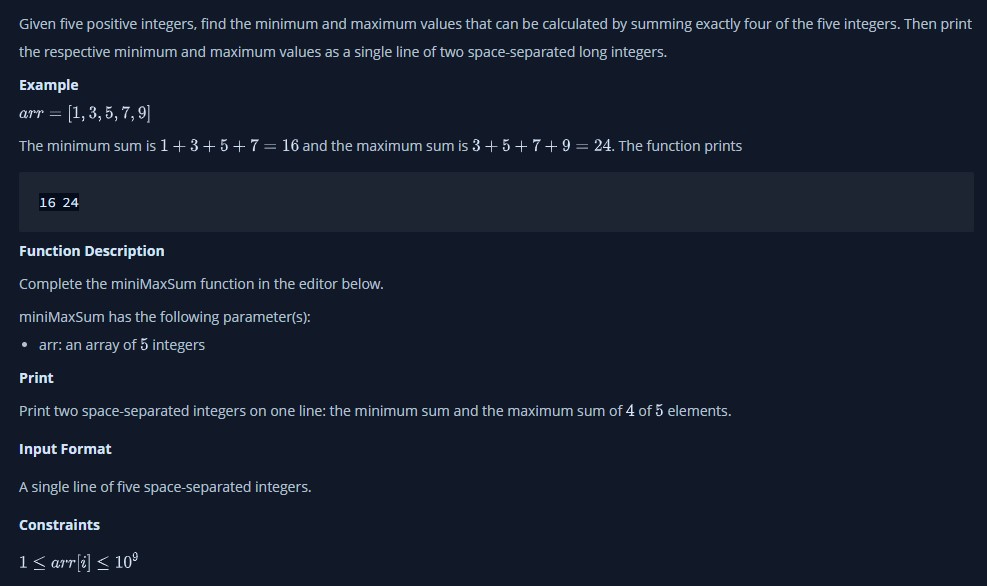 Given five positive integers, find the minimum and maximum values that can be calculated by summing exactly four of the five integers. Then print
the respective minimum and maximum values as a single line of two space-separated long integers.
Example
arr = [1, 3, 5, 7, 9]
The minimum sum is 1 + 3 + 5 + 7 = 16 and the maximum sum is 3 + 5 + 7 + 9 = 24. The function prints
16 24
Function Description
Complete the miniMaxSum function in the editor below.
miniMaxSum has the following parameter(s):
• arr: an array of 5 integers
Print
Print two space-separated integers on one line: the minimum sum and the maximum sum of 4 of 5 elements.
Input Format
A single line of five space-separated integers.
Constraints
1 ≤ arr[i] ≤ 10⁹